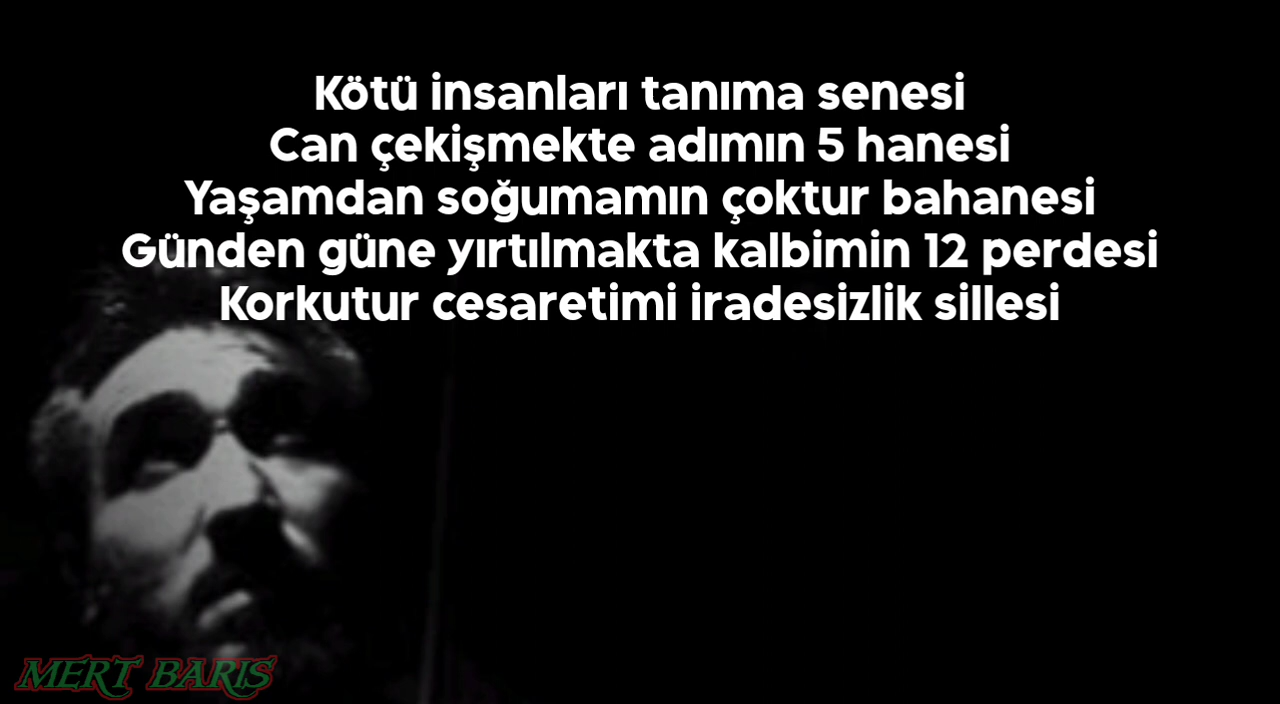 Kötü insanları tanıma senesi
Can çekişmekte adımın 5 hanesi
Yaşamdan soğumamın çoktur bahanesi
Günden güne yırtılmakta kalbimin 12 perdesi
Korkutur cesaretimi iradesizlik sillesi
MERT BARIS